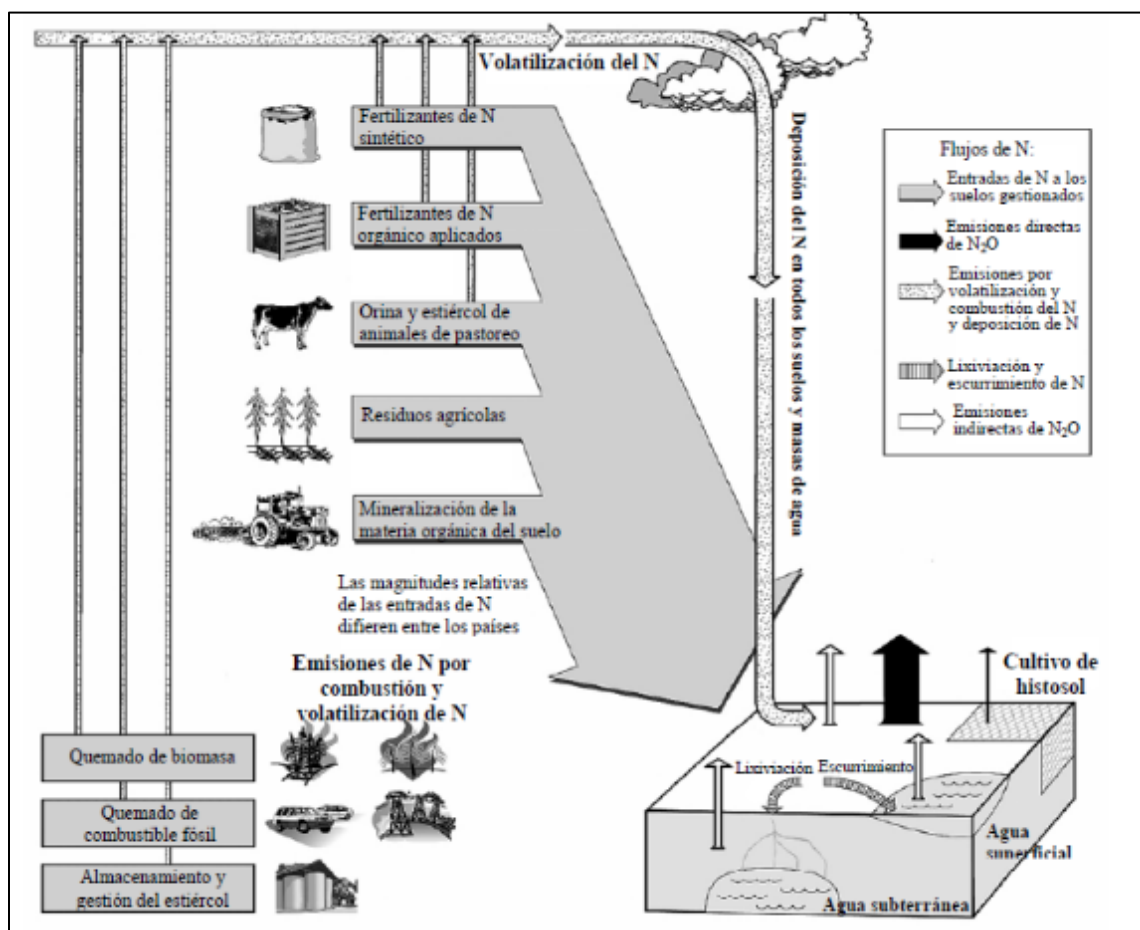 Volatilización del N
Fertilizantes de N
sintético
Fertilizantes de N
orgánico aplicados
Orina y estiércol de
animales de pastoreo
Residuos agrícolas
Mineralización de la
materia orgánica del suelo
Las magnitudes relativas
de las entradas de N
difieren entre los países
Emisiones de N por
combustión y
volatilización de N
Quemado de biomasa
Quemado de
combustible fósil
Almacenamiento y
gestión del estiércol
Deposición del N en todos los suelos y masas de agua
Flujos de N:
Entradas de N a los
suelos gestionados
Emisiones directas
de N₂O
Emisiones por
volatilización y
combustión del N
y deposición de N
Lixiviación y
escurrimiento de N
Emisiones
indirectas de N₂O
Cultivo de
histosol
Lixiviación Escurrimiento
Agua
superficial
Agua subterránea